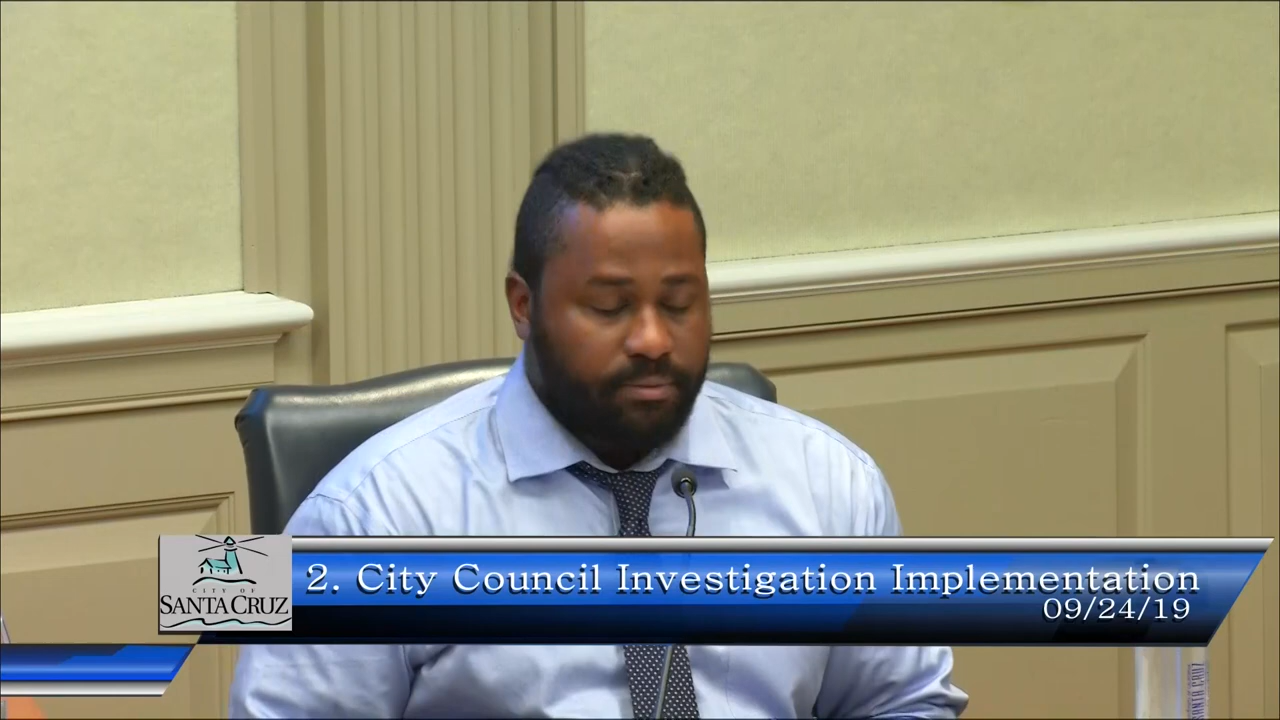 2. City Council Investigation Implementation
09/24/19
CITY OF
SANTA CRUZ